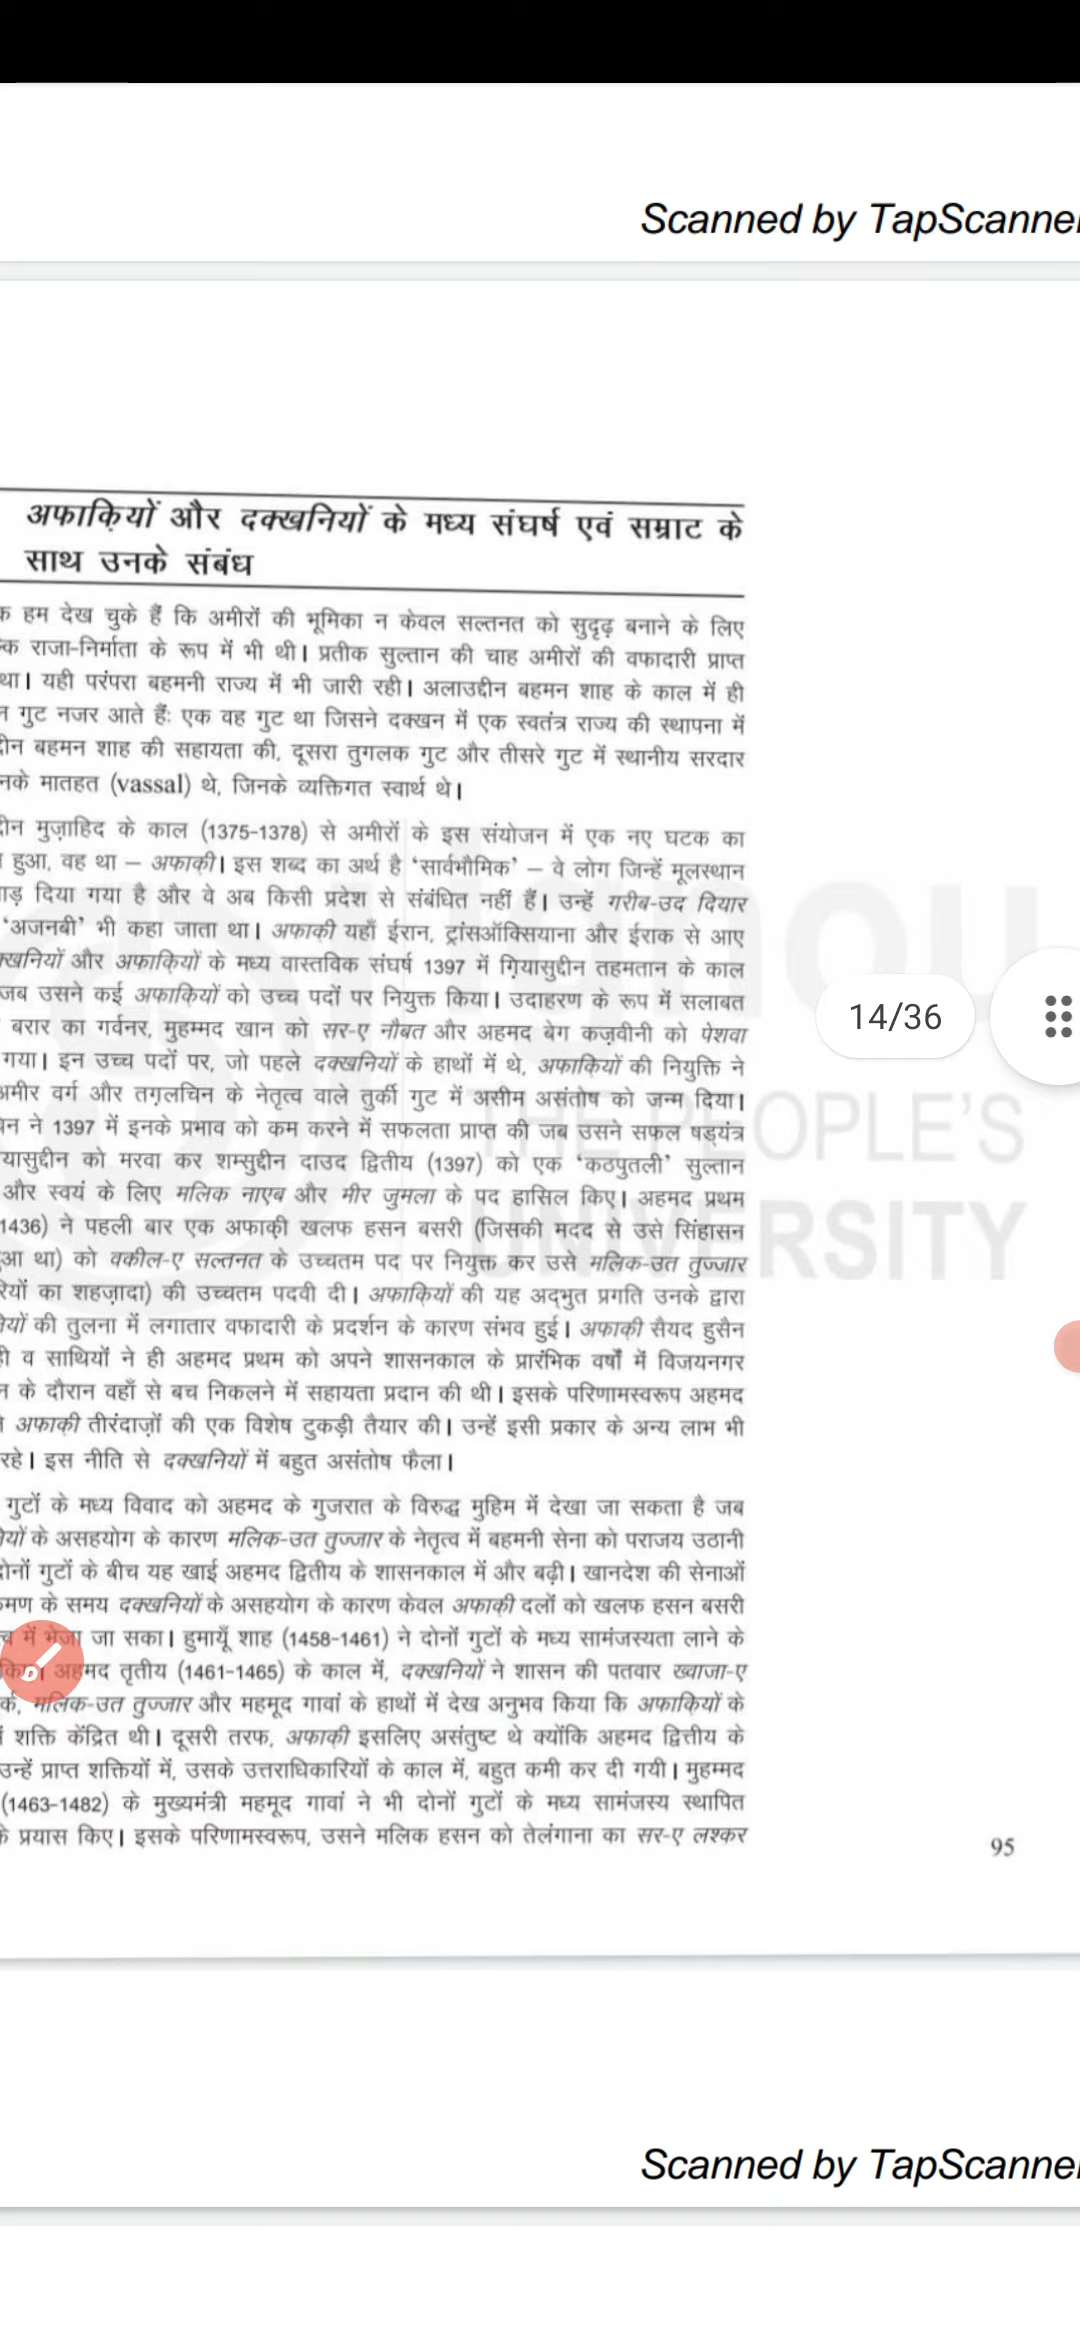 Scanned by TapScanner
अफाक़ियों और दक्खनियों के मध्य संघर्ष एवं सम्राट के
साथ उनके संबंध
हम देख चुके हैं कि अमीरों की भूमिका न केवल सल्तनत को सुदृढ़ बनाने के लिए
राजा-निर्माता के रूप में भी थी। प्रतीक सुल्तान की चाह अमीरों की वफादारी प्राप्त
था। यही परंपरा बहमनी राज्य में भी जारी रही। अलाउद्दीन बहमन शाह के काल में ही
गुट नजर आते हैंः एक वह गुट था जिसने दक्खन में एक स्वतंत्र राज्य की स्थापना में
बहमन शाह की सहायता की, दूसरा तुगलक गुट और तीसरे गुट में स्थानीय सरदार
मातहत (vassal) थे, जिनके व्यक्तिगत स्वार्थ थे।
मुज़ाहिद के काल (1375-1378) से अमीरों के इस संयोजन में एक नए घटक का
हुआ, वह था – अफाक़ी। इस शब्द का अर्थ है ‘सार्वभौमिक’ – वे लोग जिन्हें मूलस्थान
दिया गया है और वे अब किसी प्रदेश से संबंधित नहीं हैं। उन्हें गरीब-उद दियार
‘अजनबी’ भी कहा जाता था। अफाक़ी यहाँ ईरान, ट्रांसऑक्सियाना और ईराक से आए
और अफाक़ियों के मध्य वास्तविक संघर्ष 1397 में ग़ियासुद्दीन तहमतान के काल
जब उसने कई अफाक़ियों को उच्च पदों पर नियुक्त किया। उदाहरण के रूप में सलाबत
बरार का गर्वनर, मुहम्मद खान को सर-ए नौबत और अहमद बेग कज़वीनी को पेशवा
गया। इन उच्च पदों पर, जो पहले दक्खनियों के हाथों में थे, अफाक़ियों की नियुक्ति ने
वर्ग और तग़लचिन के नेतृत्व वाले तुर्की गुट में असीम असंतोष को जन्म दिया।
ने 1397 में इनके प्रभाव को कम करने में सफलता प्राप्त की जब उसने सफल षड्यंत्र
को मरवा कर शम्सुद्दीन दाउद द्वितीय (1397) को एक ‘कठपुतली’ सुल्तान
और स्वयं के लिए मलिक नाएब और मीर जुमला के पद हासिल किए। अहमद प्रथम
1436) ने पहली बार एक अफाक़ी खलफ हसन बसरी (जिसकी मदद से उसे सिंहासन
था) को वकील-ए सल्तनत के उच्चतम पद पर नियुक्त कर उसे मलिक-उत तुज्जार
का शहज़ादा) की उच्चतम पदवी दी। अफाक़ियों की यह अद्भुत प्रगति उनके द्वारा
की तुलना में लगातार वफादारी के प्रदर्शन के कारण संभव हुई। अफाक़ी सैयद हुसैन
व साथियों ने ही अहमद प्रथम को अपने शासनकाल के प्रारंभिक वर्षों में विजयनगर
के दौरान वहाँ से बच निकलने में सहायता प्रदान की थी। इसके परिणामस्वरूप अहमद
अफाक़ी तीरंदाज़ों की एक विशेष टुकड़ी तैयार की। उन्हें इसी प्रकार के अन्य लाभ भी
रहे। इस नीति से दक्खनियों में बहुत असंतोष फैला।
गुटों के मध्य विवाद को अहमद के गुजरात के विरुद्ध मुहिम में देखा जा सकता है जब
के असहयोग के कारण मलिक-उत तुज्जार के नेतृत्व में बहमनी सेना को पराजय उठानी
गुटों के बीच यह खाई अहमद द्वितीय के शासनकाल में और बढ़ी। खानदेश की सेनाओं
के समय दक्खनियों के असहयोग के कारण केवल अफाक़ी दलों को खलफ हसन बसरी
में भेजा जा सका। हुमायूँ शाह (1458-1461) ने दोनों गुटों के मध्य सामंजस्यता लाने के
अहमद तृतीय (1461-1465) के काल में, दक्खनियों ने शासन की पतवार ख्वाजा-ए
मलिक-उत तुज्जार और महमूद गावां के हाथों में देख अनुभव किया कि अफाक़ियों के
शक्ति केंद्रित थी। दूसरी तरफ, अफाक़ी इसलिए असंतुष्ट थे क्योंकि अहमद द्वित्तीय के
उन्हें प्राप्त शक्तियों में, उसके उत्तराधिकारियों के काल में, बहुत कमी कर दी गयी। मुहम्मद
(1463-1482) के मुख्यमंत्री महमूद गावां ने भी दोनों गुटों के मध्य सामंजस्य स्थापित
प्रयास किए। इसके परिणामस्वरूप, उसने मलिक हसन को तेलंगाना का सर-ए लश्कर
14/36
THE PEOPLE'S
UNIVERSITY
95
Scanned by TapScanner